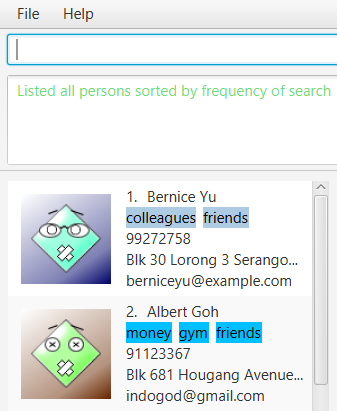 File Help
Listed all persons sorted by frequency of search
1. Bernice Yu
colleagues friends
99272758
Blk 30 Lorong 3 Serango...
berniceyu@example.com
2. Albert Goh
money gym friends
91123367
Blk 681 Hougang Avenue...
indogod@gmail.com